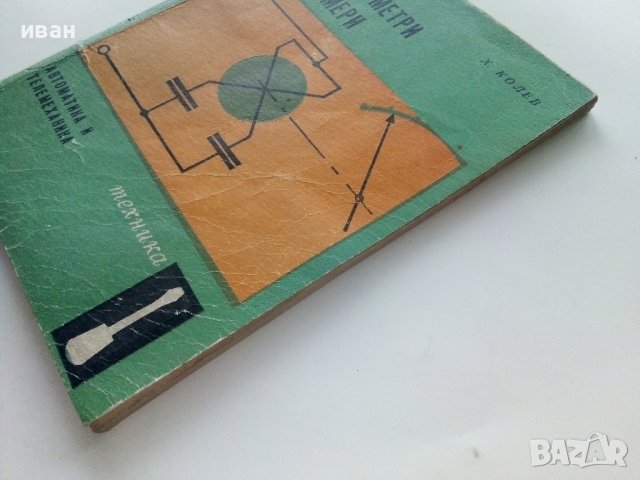 иван
МЕТРИ
МЕРИ
Х. КОЛЕВ
АВТОМАТИКА И
ТЕЛЕМЕХАНИКА
техника
BAZAR